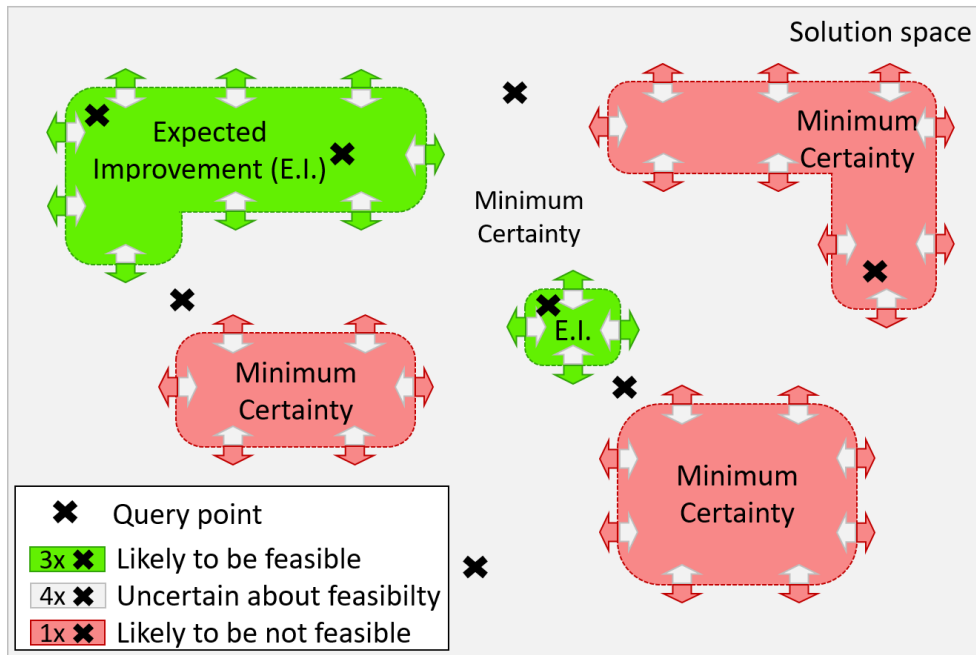 Solution space
Expected
Improvement (E.I.)
Minimum
Certainty
Minimum
Certainty
E.I.
Minimum
Certainty
Minimum
Certainty
Query point
3x Likely to be feasible
4x Uncertain about feasibilty
1x Likely to be not feasible